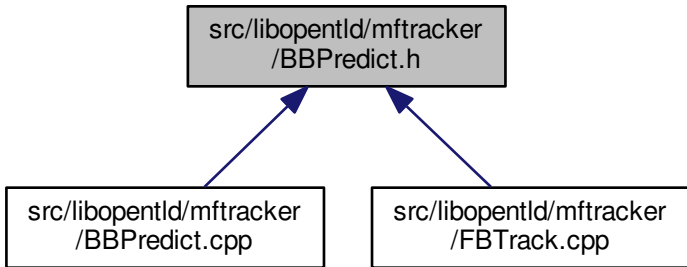 src/libopentld/mftracker
/BBPredict.h
src/libopentld/mftracker
/BBPredict.cpp
src/libopentld/mftracker
/FBTrack.cpp